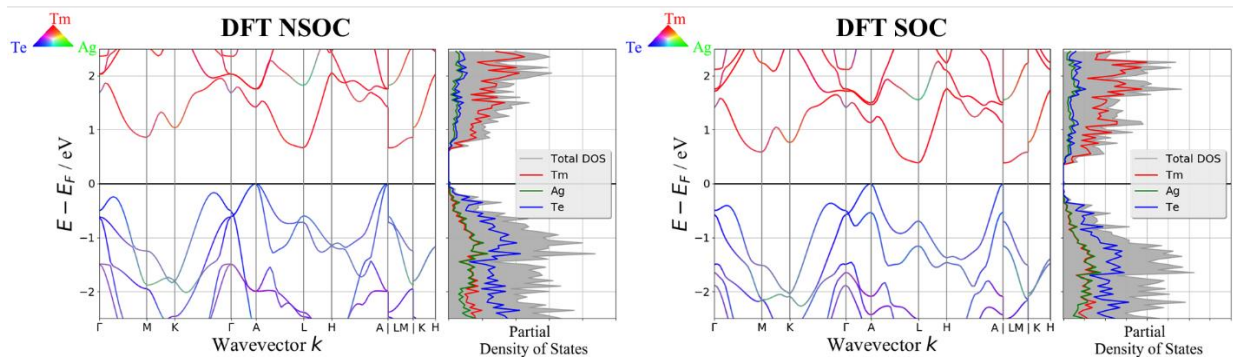 Tm
Te
Ag
DFT NSOC
E − E_F / eV
2
1
0
−1
−2
Γ M K Γ A L H A | LM | K H
Wavevector k
Total DOS
Tm
Ag
Te
Partial
Density of States
Tm
Te
Ag
DFT SOC
E − E_F / eV
2
1
0
−1
−2
Γ M K Γ A L H A | LM | K H
Wavevector k
Total DOS
Tm
Ag
Te
Partial
Density of States